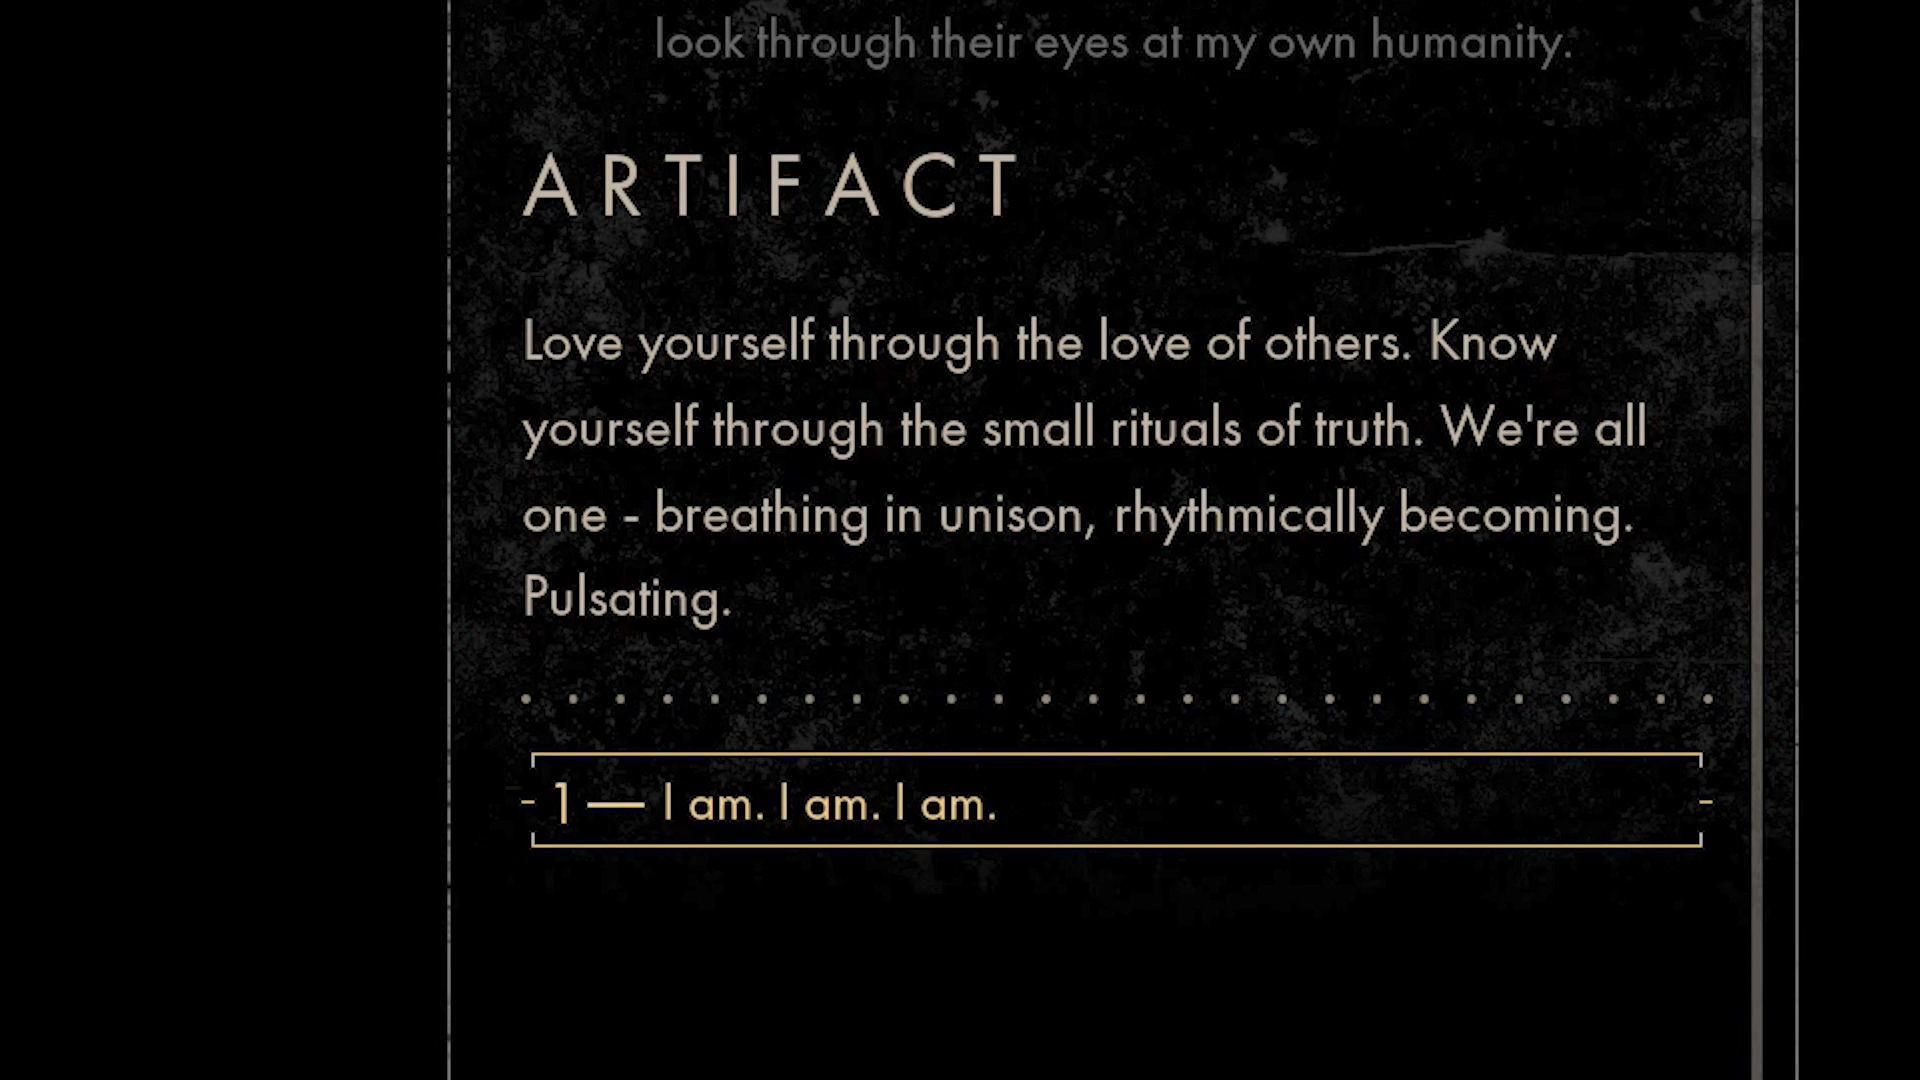 look through their eyes at my own humanity.
ARTIFACT
Love yourself through the love of others. Know
yourself through the small rituals of truth. We're all
one - breathing in unison, rhythmically becoming.
Pulsating.
- 1 — I am. I am. I am. -